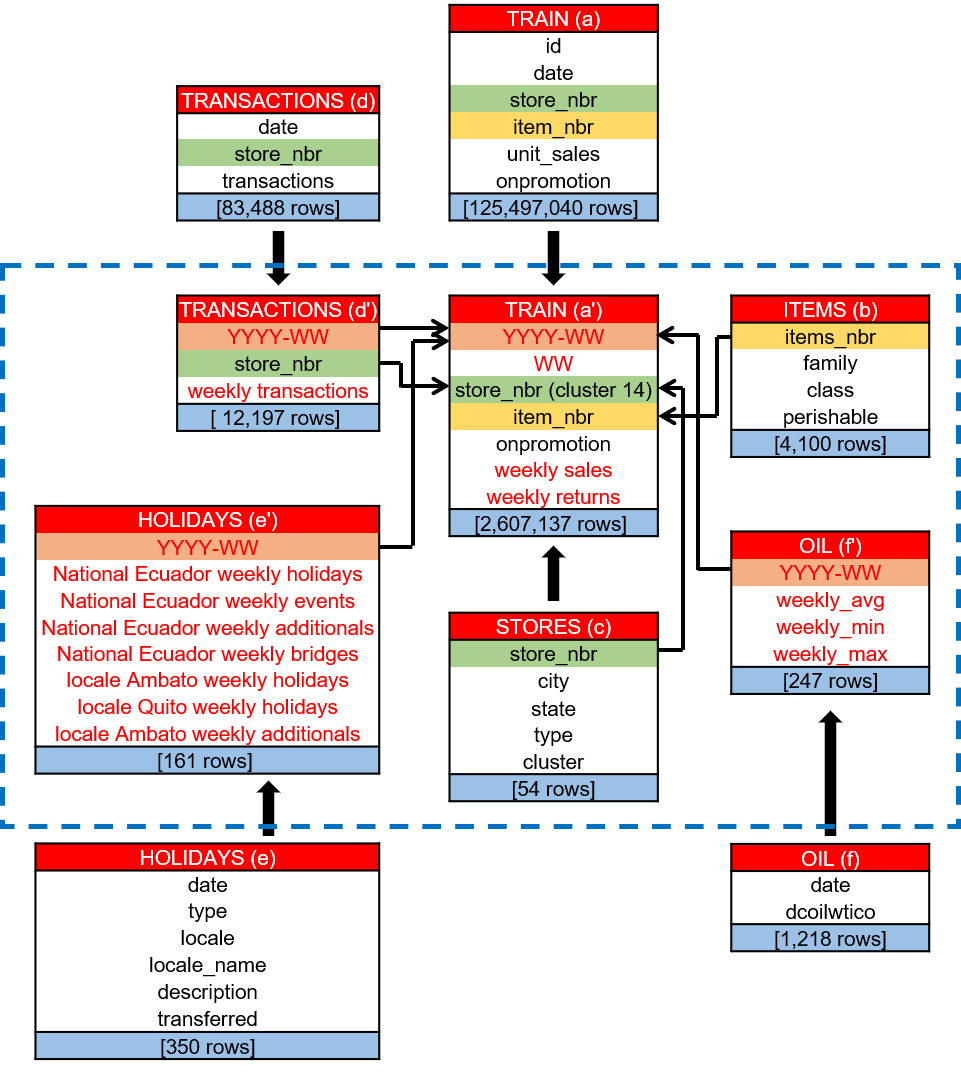 TRAIN (a)
id
date
store_nbr
item_nbr
unit_sales
onpromotion
[125,497,040 rows]
TRANSACTIONS (d)
date
store_nbr
transactions
[83,488 rows]
TRANSACTIONS (d')
YYYY-WW
store_nbr
weekly transactions
[ 12,197 rows]
TRAIN (a')
YYYY-WW
WW
store_nbr (cluster 14)
item_nbr
onpromotion
weekly sales
weekly returns
[2,607,137 rows]
ITEMS (b)
items_nbr
family
class
perishable
[4,100 rows]
HOLIDAYS (e')
YYYY-WW
National Ecuador weekly holidays
National Ecuador weekly events
National Ecuador weekly additionals
National Ecuador weekly bridges
locale Ambato weekly holidays
locale Quito weekly holidays
locale Ambato weekly additionals
[161 rows]
STORES (c)
store_nbr
city
state
type
cluster
[54 rows]
OIL (f')
YYYY-WW
weekly_avg
weekly_min
weekly_max
[247 rows]
HOLIDAYS (e)
date
type
locale
locale_name
description
transferred
[350 rows]
OIL (f)
date
dcoilwtico
[1,218 rows]